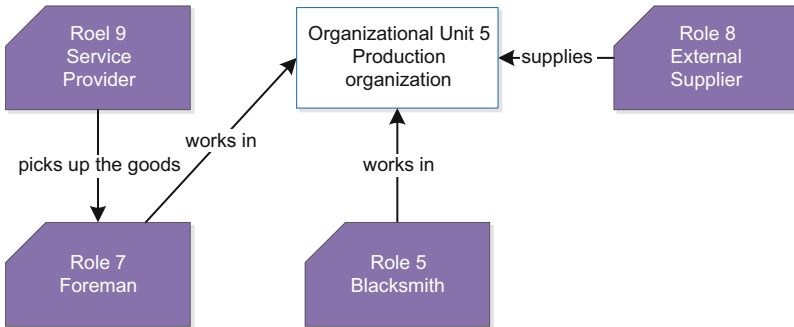 Roel 9
Service
Provider
Organizational Unit 5
Production
organization
Role 8
External
Supplier
supplies
works in
picks up the goods
works in
Role 7
Foreman
Role 5
Blacksmith